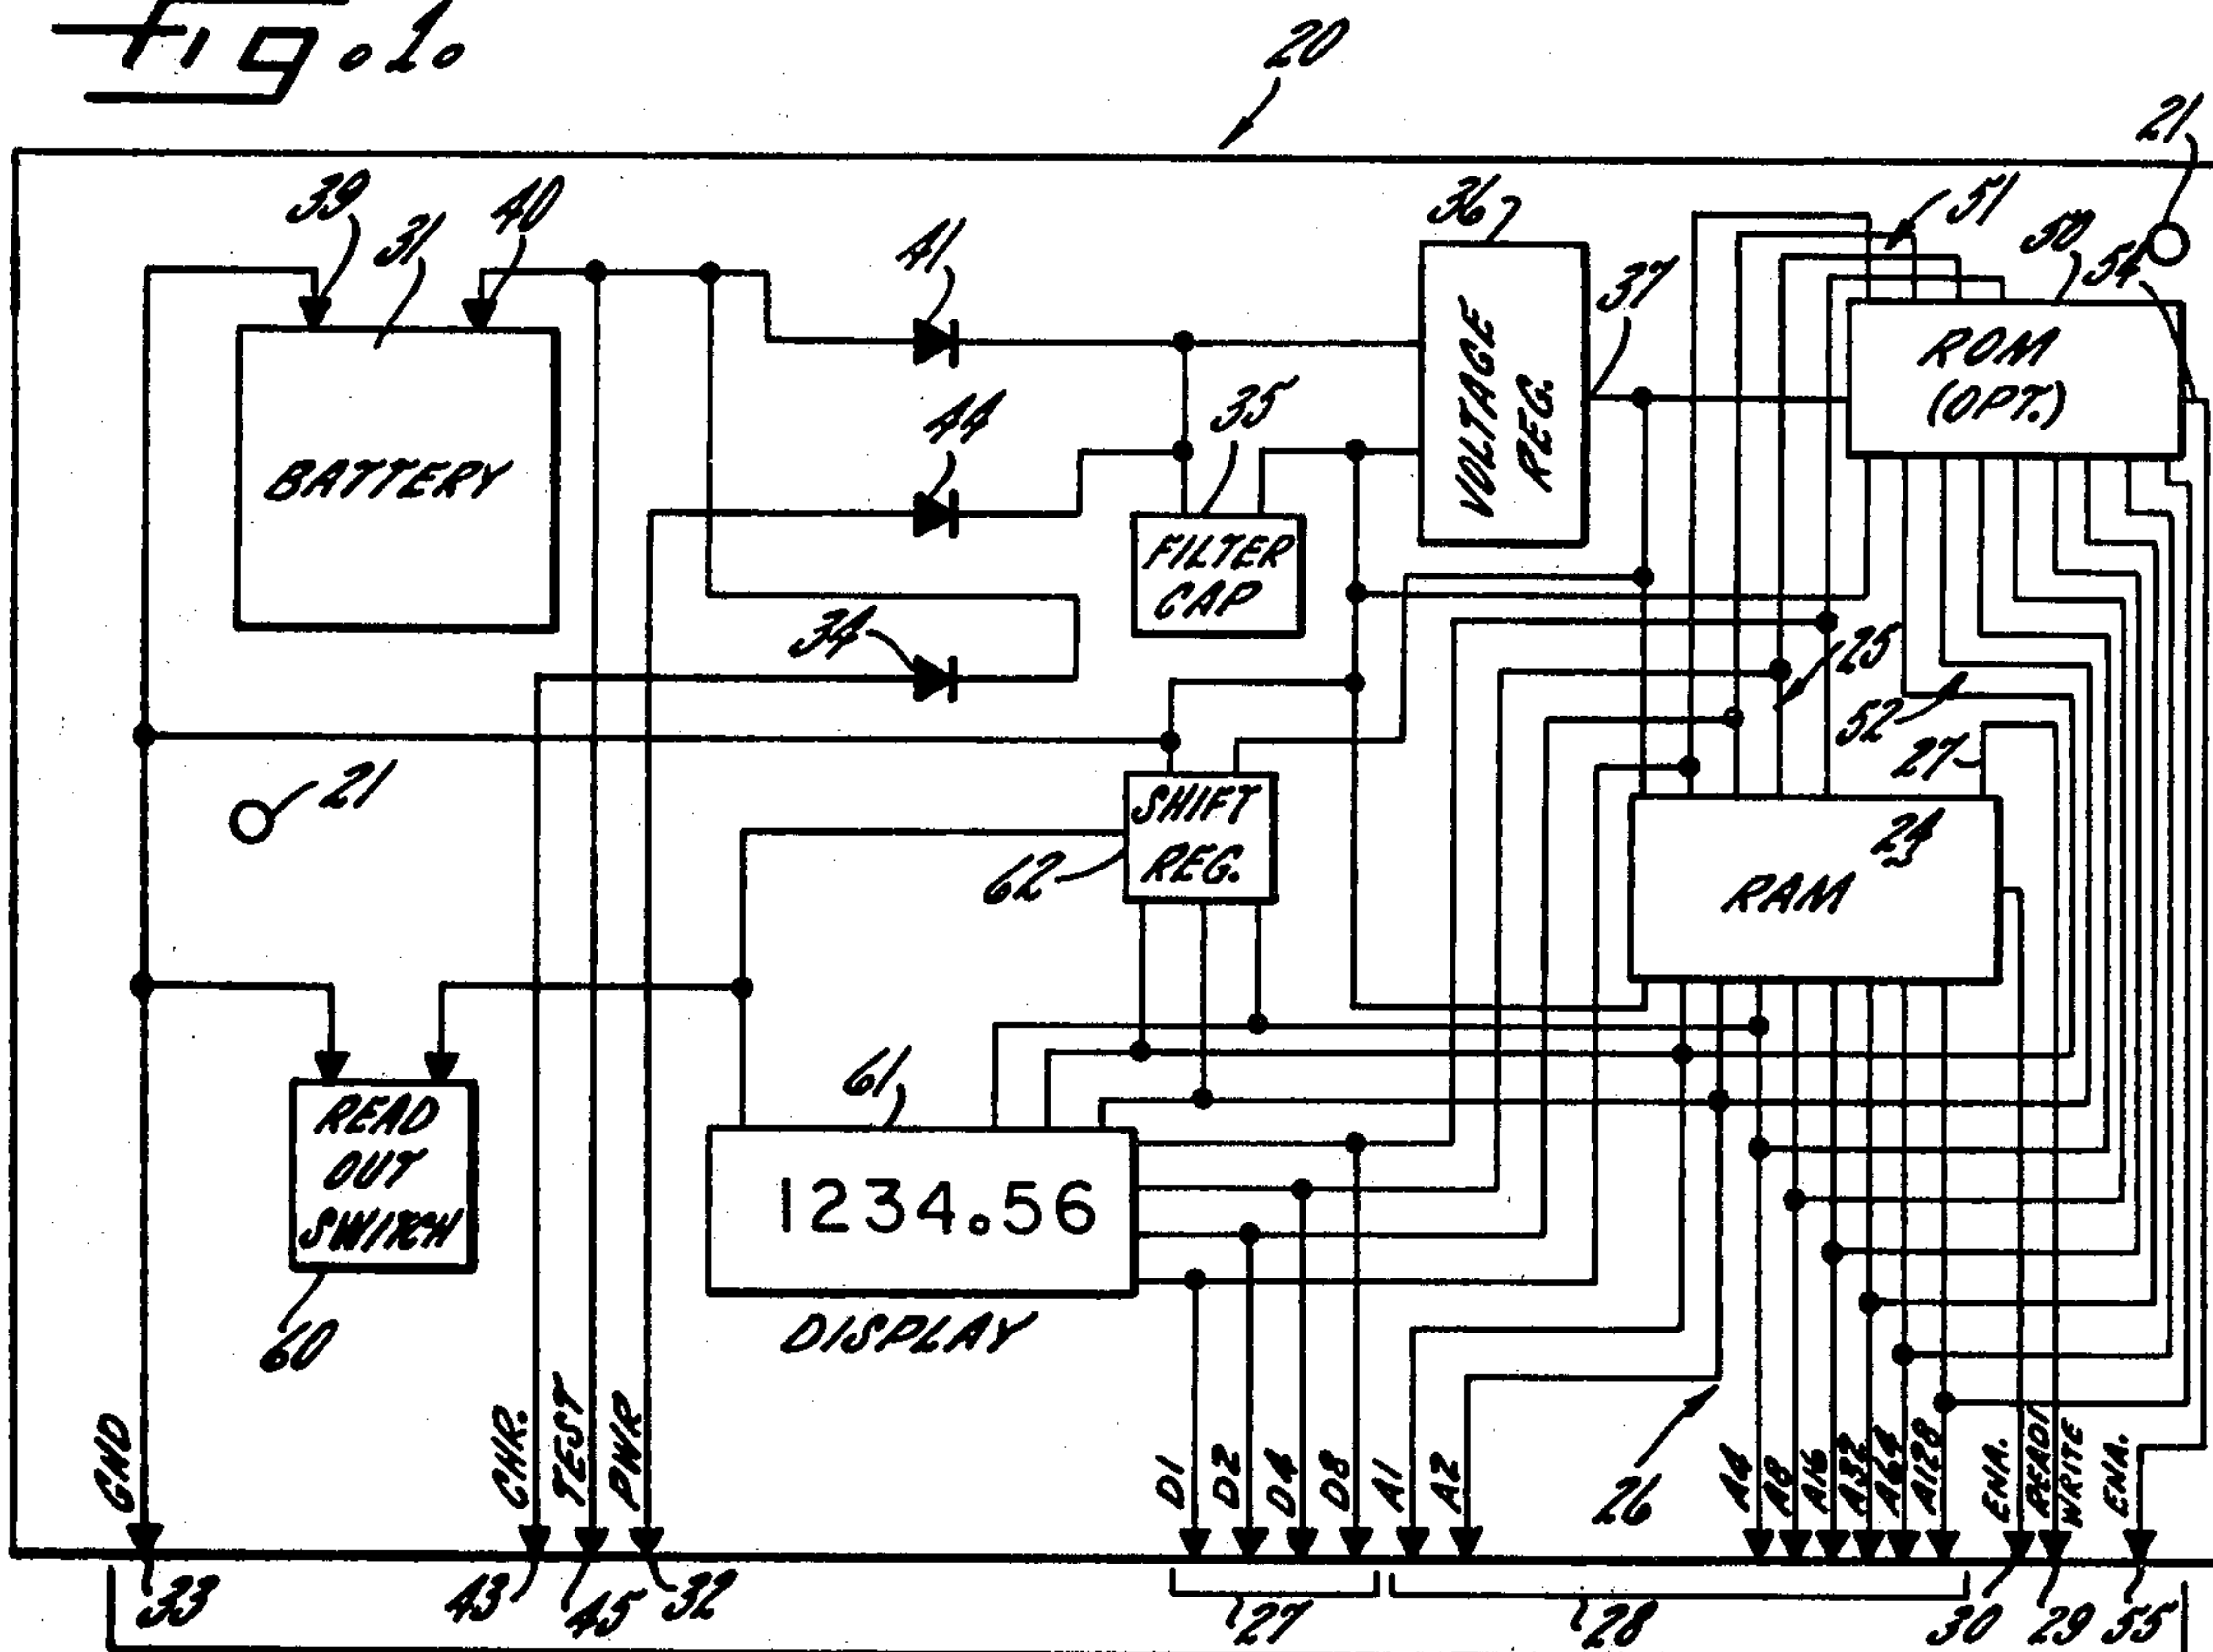 Fig. 1.
20
21
39
31
40
41
36
51
50
54
37
VOLTAGE
REG.
ROM
(OPT.)
44
35
BATTERY
FILTER
CAP
34
25
52
27
21
SHIFT
REG.
62
24
RAM
61
READ
OUT
SWITCH
1234.56
60
DISPLAY
GND
CHR.
TEST
PWR
D1
D2
D4
D8
A1
A2
26
A4
A8
A16
A32
A64
A128
ENA.
READ/
WRITE
ENA.
33
43
45
32
27
28
30
29
55